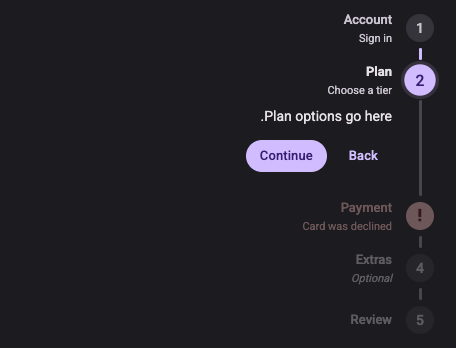 Account
1
Sign in
Plan
2
Choose a tier
.Plan options go here
Continue
Back
Payment
!
Card was declined
Extras
4
Optional
Review
5